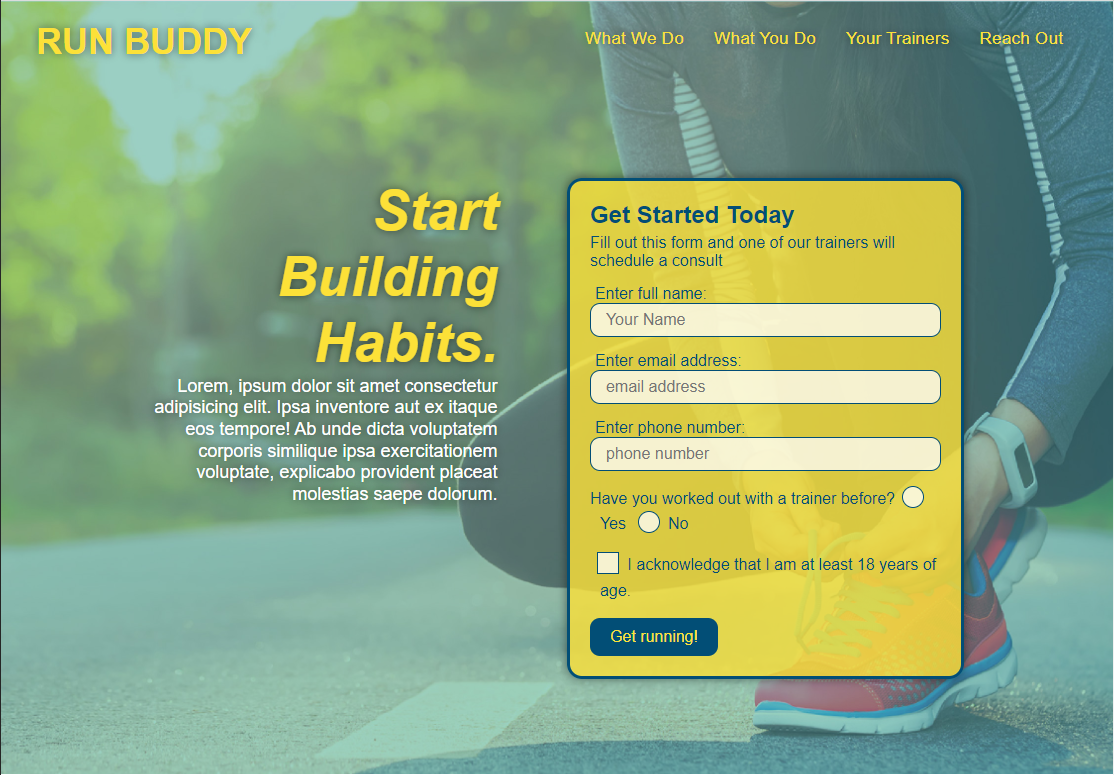 RUN BUDDY
What We Do What You Do Your Trainers Reach Out
Start
Building
Habits.
Lorem, ipsum dolor sit amet consectetur
adipisicing elit. Ipsa inventore aut ex itaque
eos tempore! Ab unde dicta voluptatem
corporis similique ipsa exercitationem
voluptate, explicabo provident placeat
molestias saepe dolorum.
Get Started Today
Fill out this form and one of our trainers will
schedule a consult
Enter full name:
Your Name
Enter email address:
email address
Enter phone number:
phone number
Have you worked out with a trainer before?
Yes No
I acknowledge that I am at least 18 years of
age.
Get running!